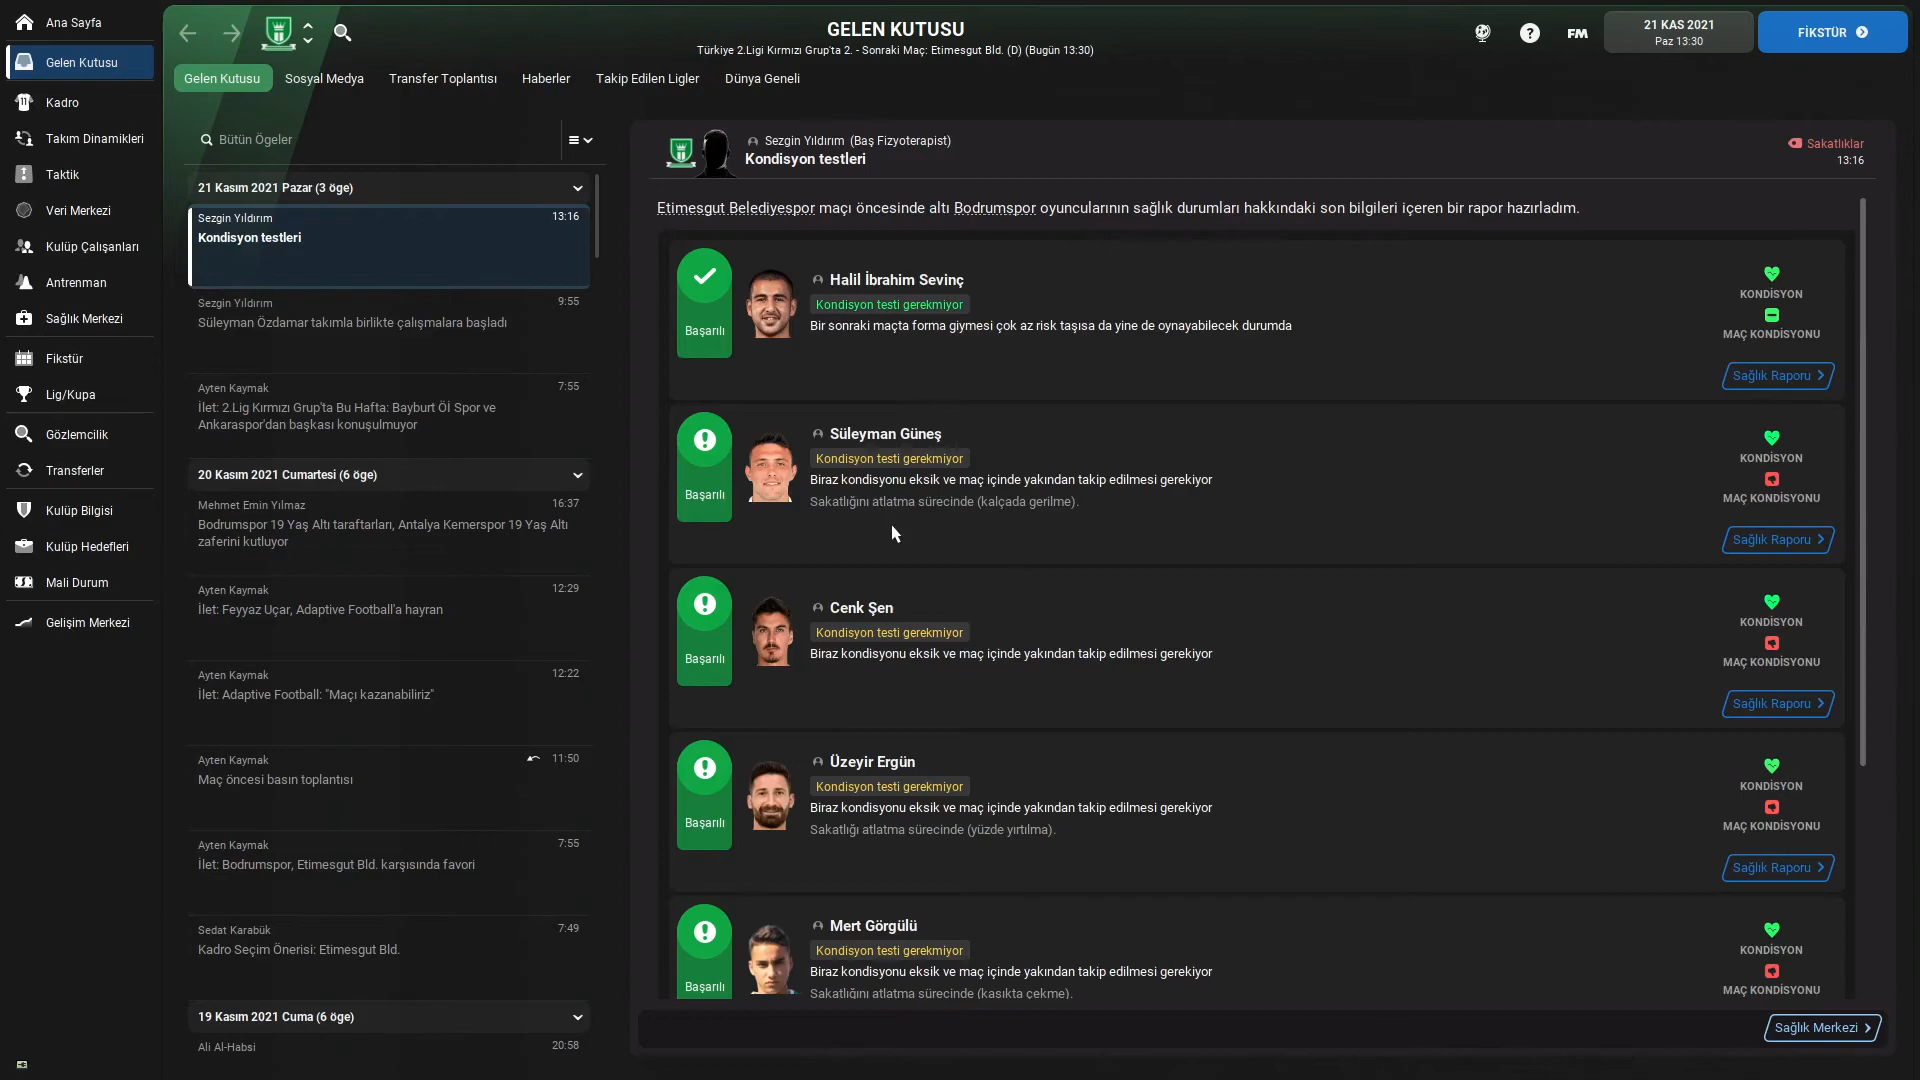 Ana Sayfa
Gelen Kutusu
Kadro
Takım Dinamikleri
Taktik
Veri Merkezi
Kulüp Çalışanları
Antrenman
Sağlık Merkezi
Fikstür
Lig/Kupa
Gözlemcilik
Transferler
Kulüp Bilgisi
Kulüp Hedefleri
Mali Durum
Gelişim Merkezi
GELEN KUTUSU
Türkiye 2.Ligi Kırmızı Grup'ta 2. - Sonraki Maç: Etimesgut Bld. (D) (Bugün 13:30)
FM
21 KAS 2021
Paz 13:30
FİKSTÜR
Gelen Kutusu Sosyal Medya Transfer Toplantısı Haberler Takip Edilen Ligler Dünya Geneli
Bütün Ögeler
21 Kasım 2021 Pazar (3 öge)
Sezgin Yıldırım 13:16
Kondisyon testleri
Sezgin Yıldırım 9:55
Süleyman Özdamar takımla birlikte çalışmalara başladı
Ayten Kaymak 7:55
İlet: 2.Lig Kırmızı Grup'ta Bu Hafta: Bayburt Öİ Spor ve
Ankaraspor'dan başkası konuşulmuyor
20 Kasım 2021 Cumartesi (6 öge)
Mehmet Emin Yılmaz 16:37
Bodrumspor 19 Yaş Altı taraftarları, Antalya Kemerspor 19 Yaş Altı
zaferini kutluyor
Ayten Kaymak 12:29
İlet: Feyyaz Uçar, Adaptive Football'a hayran
Ayten Kaymak 12:22
İlet: Adaptive Football: "Maçı kazanabiliriz"
Ayten Kaymak 11:50
Maç öncesi basın toplantısı
Ayten Kaymak 7:55
İlet: Bodrumspor, Etimesgut Bld. karşısında favori
Sedat Karabük 7:49
Kadro Seçim Önerisi: Etimesgut Bld.
19 Kasım 2021 Cuma (6 öge)
Ali Al-Habsi 20:58
Sezgin Yıldırım (Baş Fizyoterapist)
Kondisyon testleri
Sakatlıklar
13:16
Etimesgut Belediyespor maçı öncesinde altı Bodrumspor oyuncularının sağlık durumları hakkındaki son bilgileri içeren bir rapor hazırladım.
Başarılı
Halil İbrahim Sevinç
Kondisyon testi gerekmiyor
Bir sonraki maçta forma giymesi çok az risk taşısa da yine de oynayabilecek durumda
KONDİSYON
MAÇ KONDİSYONU
Sağlık Raporu
Başarılı
Süleyman Güneş
Kondisyon testi gerekmiyor
Biraz kondisyonu eksik ve maç içinde yakından takip edilmesi gerekiyor
Sakatlığını atlatma sürecinde (kalçada gerilme).
KONDİSYON
MAÇ KONDİSYONU
Sağlık Raporu
Başarılı
Cenk Şen
Kondisyon testi gerekmiyor
Biraz kondisyonu eksik ve maç içinde yakından takip edilmesi gerekiyor
KONDİSYON
MAÇ KONDİSYONU
Sağlık Raporu
Başarılı
Üzeyir Ergün
Kondisyon testi gerekmiyor
Biraz kondisyonu eksik ve maç içinde yakından takip edilmesi gerekiyor
Sakatlığı atlatma sürecinde (yüzde yırtılma).
KONDİSYON
MAÇ KONDİSYONU
Sağlık Raporu
Başarılı
Mert Görgülü
Kondisyon testi gerekmiyor
Biraz kondisyonu eksik ve maç içinde yakından takip edilmesi gerekiyor
Sakatlığını atlatma sürecinde (kasıkta çekme).
KONDİSYON
MAÇ KONDİSYONU
Sağlık Merkezi